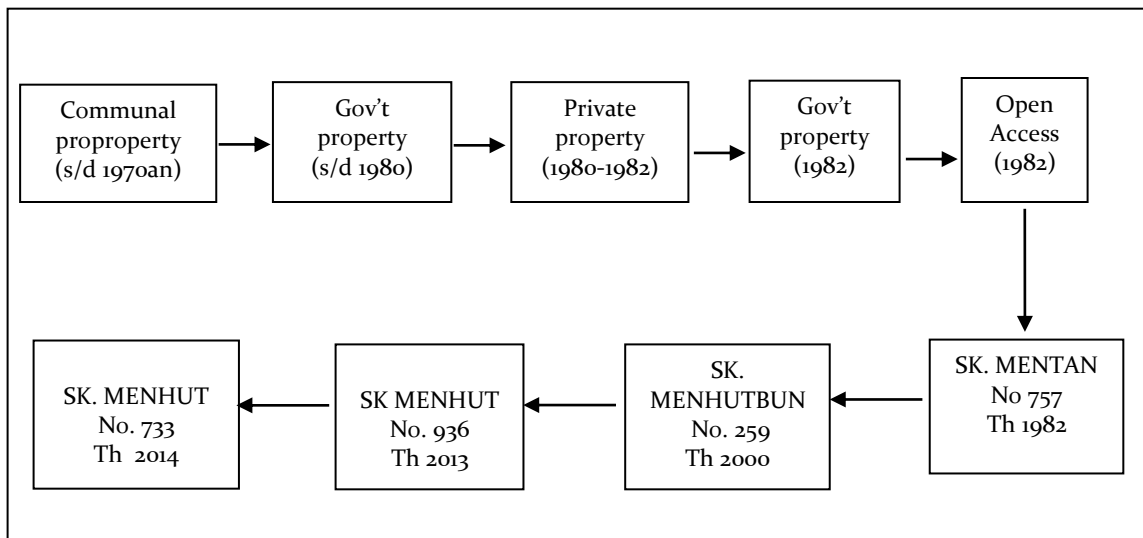 Communal
proproperty
(s/d 1970an)
Gov't
property
(s/d 1980)
Private
property
(1980-1982)
Gov't
property
(1982)
Open
Access
(1982)
SK. MENTAN
No 757
Th 1982
SK.
MENHUTBUN
No. 259
Th 2000
SK MENHUT
No. 936
Th 2013
SK. MENHUT
No. 733
Th 2014